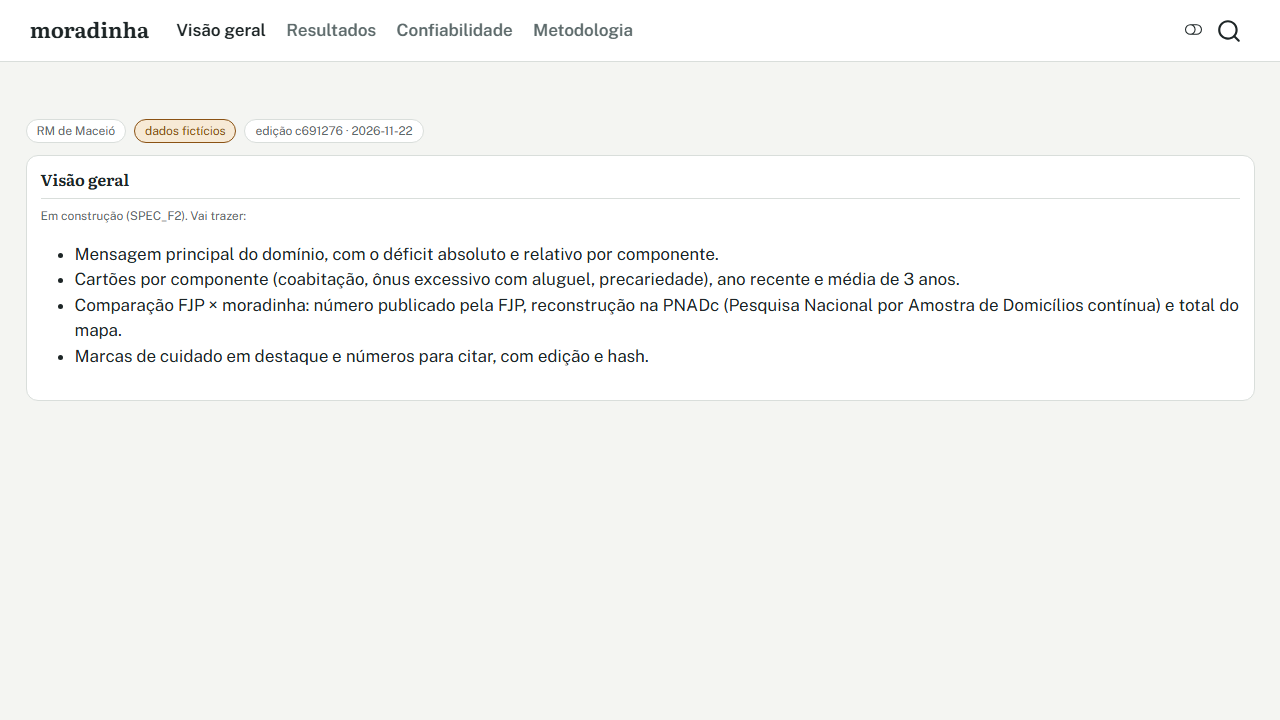 moradinha Visão geral Resultados Confiabilidade Metodologia
RM de Maceió dados fictícios edição c691276 · 2026-11-22
Visão geral
Em construção (SPEC_F2). Vai trazer:
• Mensagem principal do domínio, com o déficit absoluto e relativo por componente.
• Cartões por componente (coabitação, ônus excessivo com aluguel, precariedade), ano recente e média de 3 anos.
• Comparação FJP × moradinha: número publicado pela FJP, reconstrução na PNADc (Pesquisa Nacional por Amostra de Domicílios contínua) e total do
mapa.
• Marcas de cuidado em destaque e números para citar, com edição e hash.